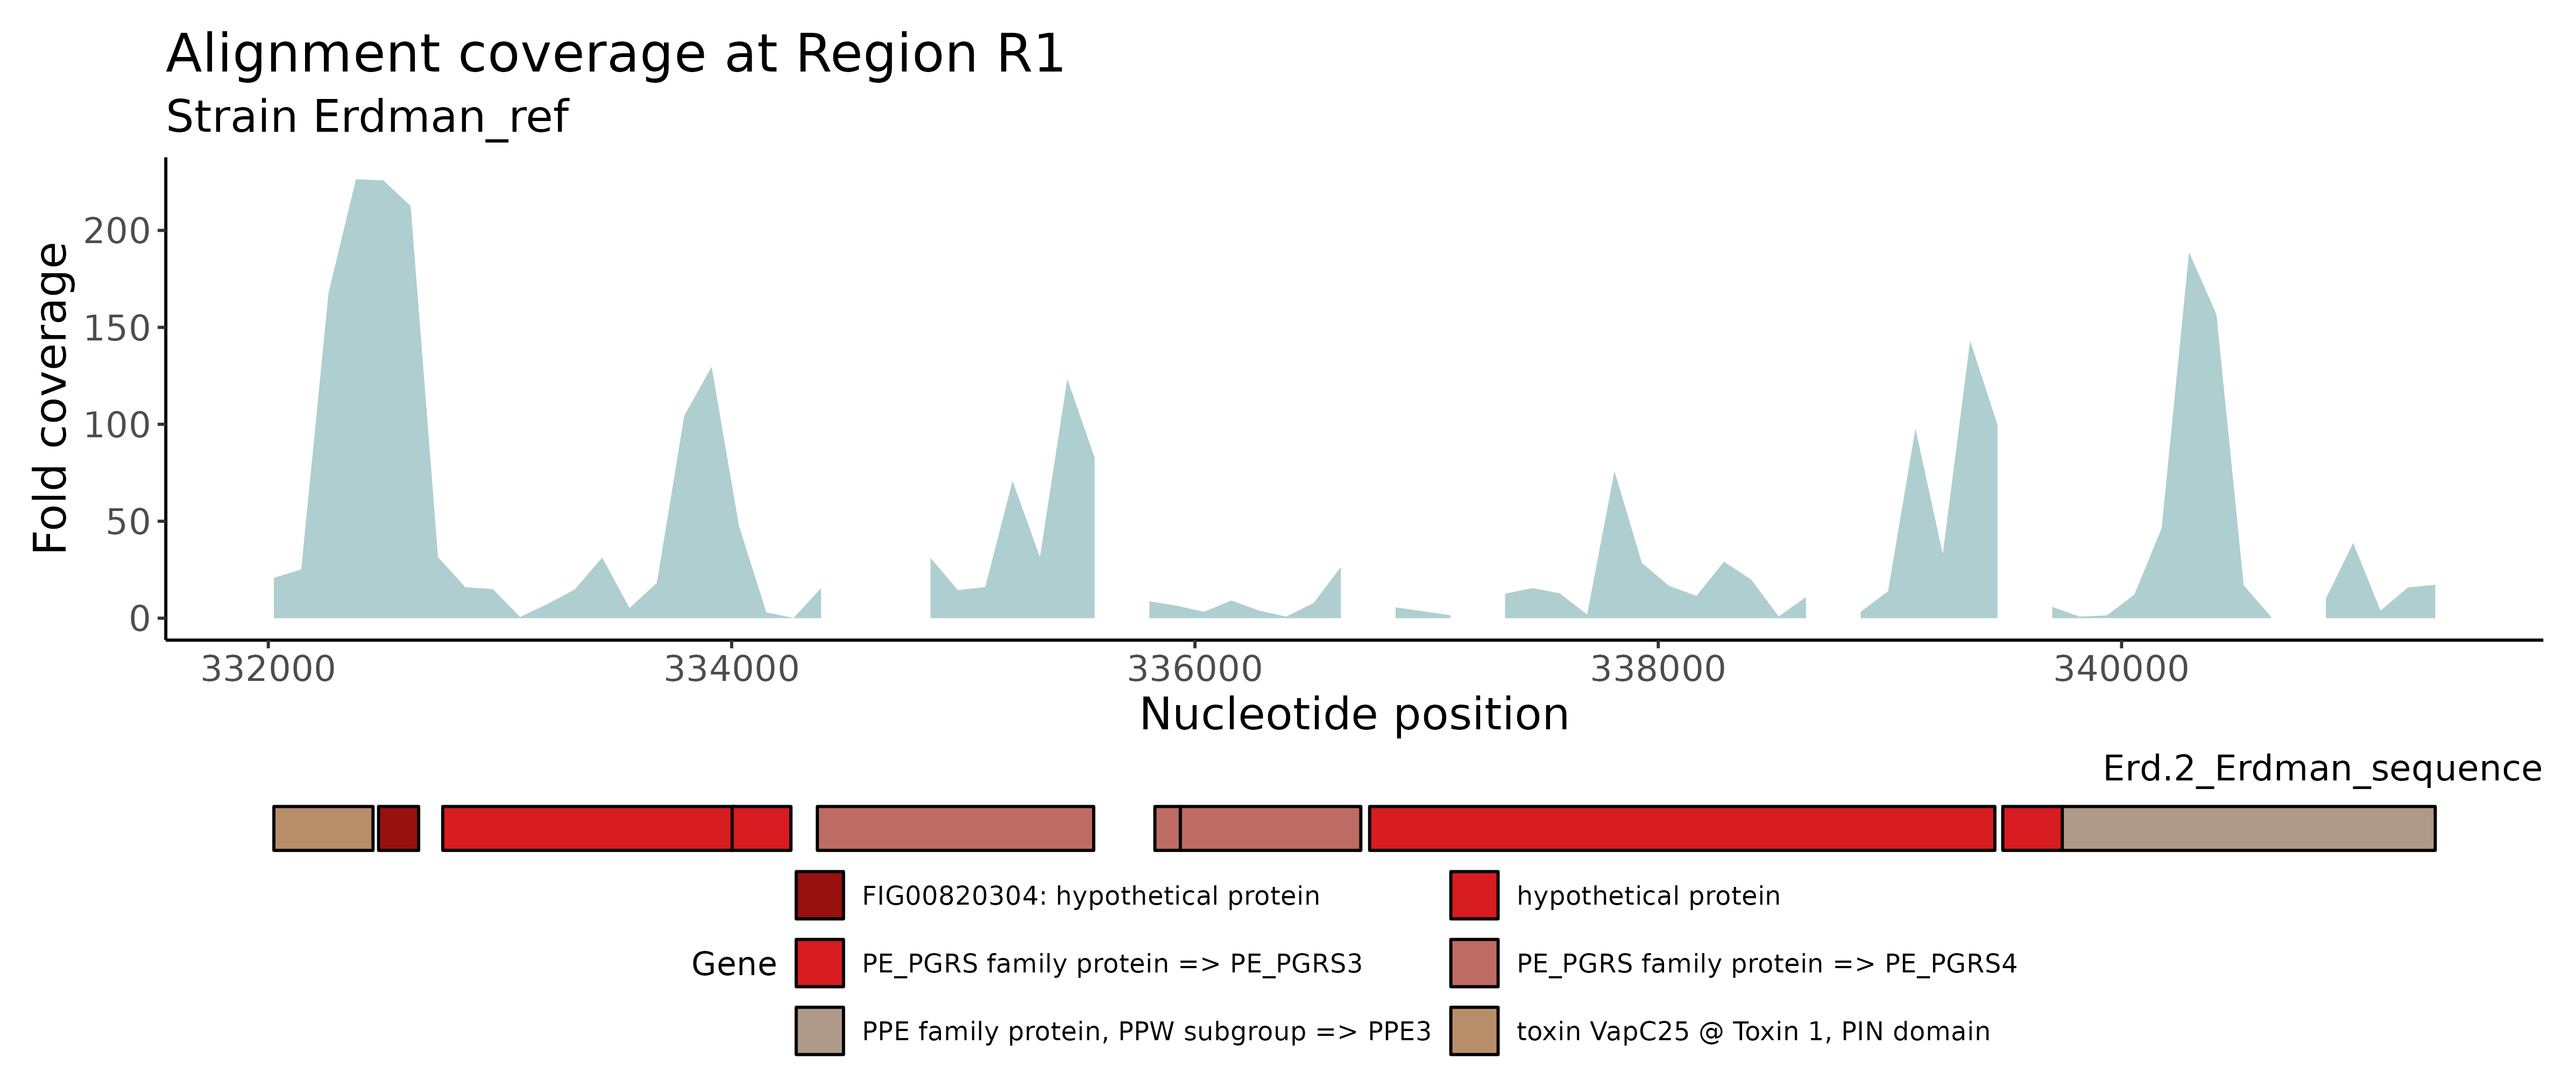 Alignment coverage at Region R1
Strain Erdman_ref
Fold coverage
200
150
100
50
0
332000 334000 336000 338000 340000
Nucleotide position
Erd.2_Erdman_sequence
Gene
FIG00820304: hypothetical protein
hypothetical protein
PE_PGRS family protein => PE_PGRS3
PE_PGRS family protein => PE_PGRS4
PPE family protein, PPW subgroup => PPE3
toxin VapC25 @ Toxin 1, PIN domain